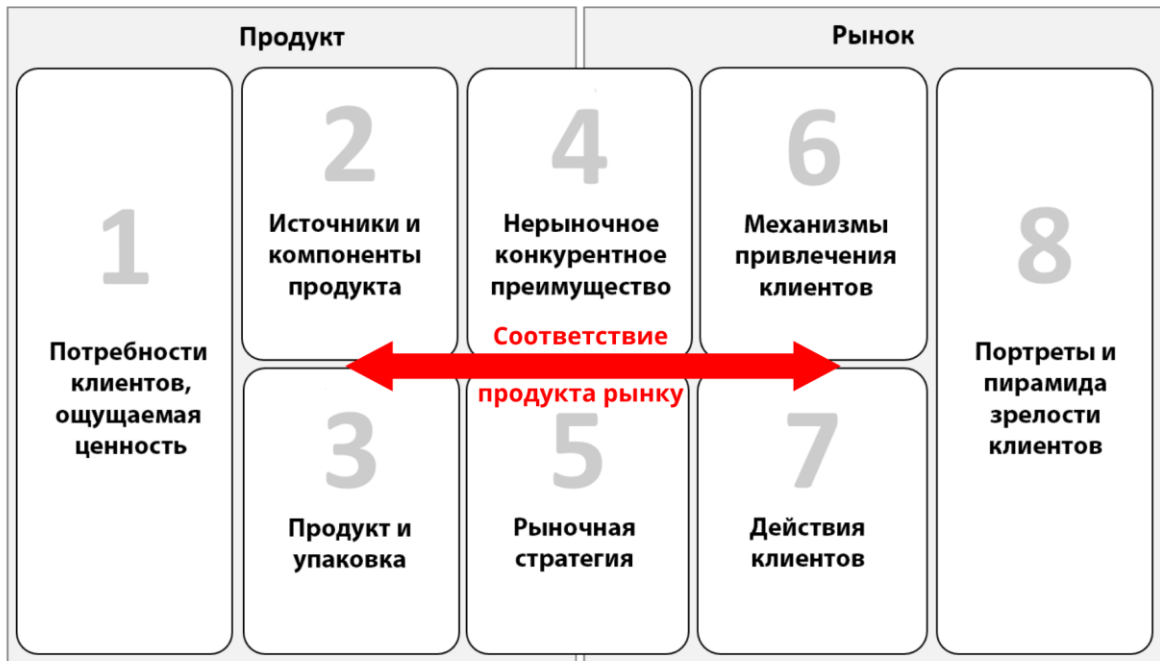 Продукт
Рынок
1
Потребности
клиентов,
ощущаемая
ценность
2
Источники и
компоненты
продукта
3
Продукт и
упаковка
4
Нерыночное
конкурентное
преимущество
Соответствие
продукта рынку
5
Рыночная
стратегия
6
Механизмы
привлечения
клиентов
7
Действия
клиентов
8
Портреты и
пирамида
зрелости
клиентов